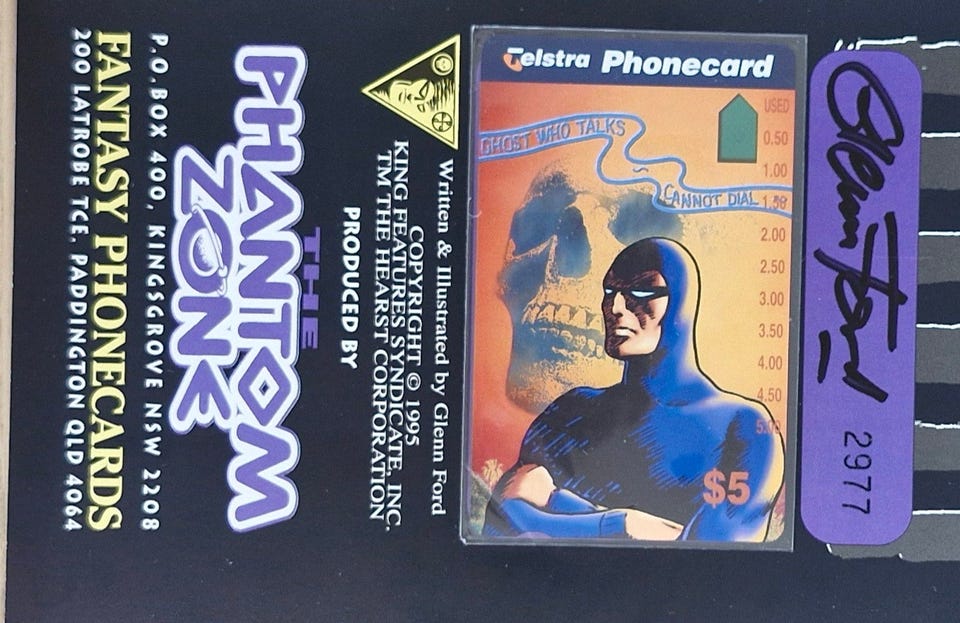 Telstra Phonecard
USED
0.50
1.00
1.50
2.00
2.50
3.00
3.50
4.00
4.50
5.00
GHOST WHO TALKS
CANNOT DIAL
$5
Glenn Ford
2977
Written & Illustrated by Glenn Ford
COPYRIGHT © 1995
KING FEATURES SYNDICATE, INC.
TM THE HEARST CORPORATION
PRODUCED BY
THE
PHANTOM
ZONE
P.O.BOX 400, KINGSGROVE NSW 2208
FANTASY PHONECARDS
200 LATROBE TCE. PADDINGTON QLD 4064